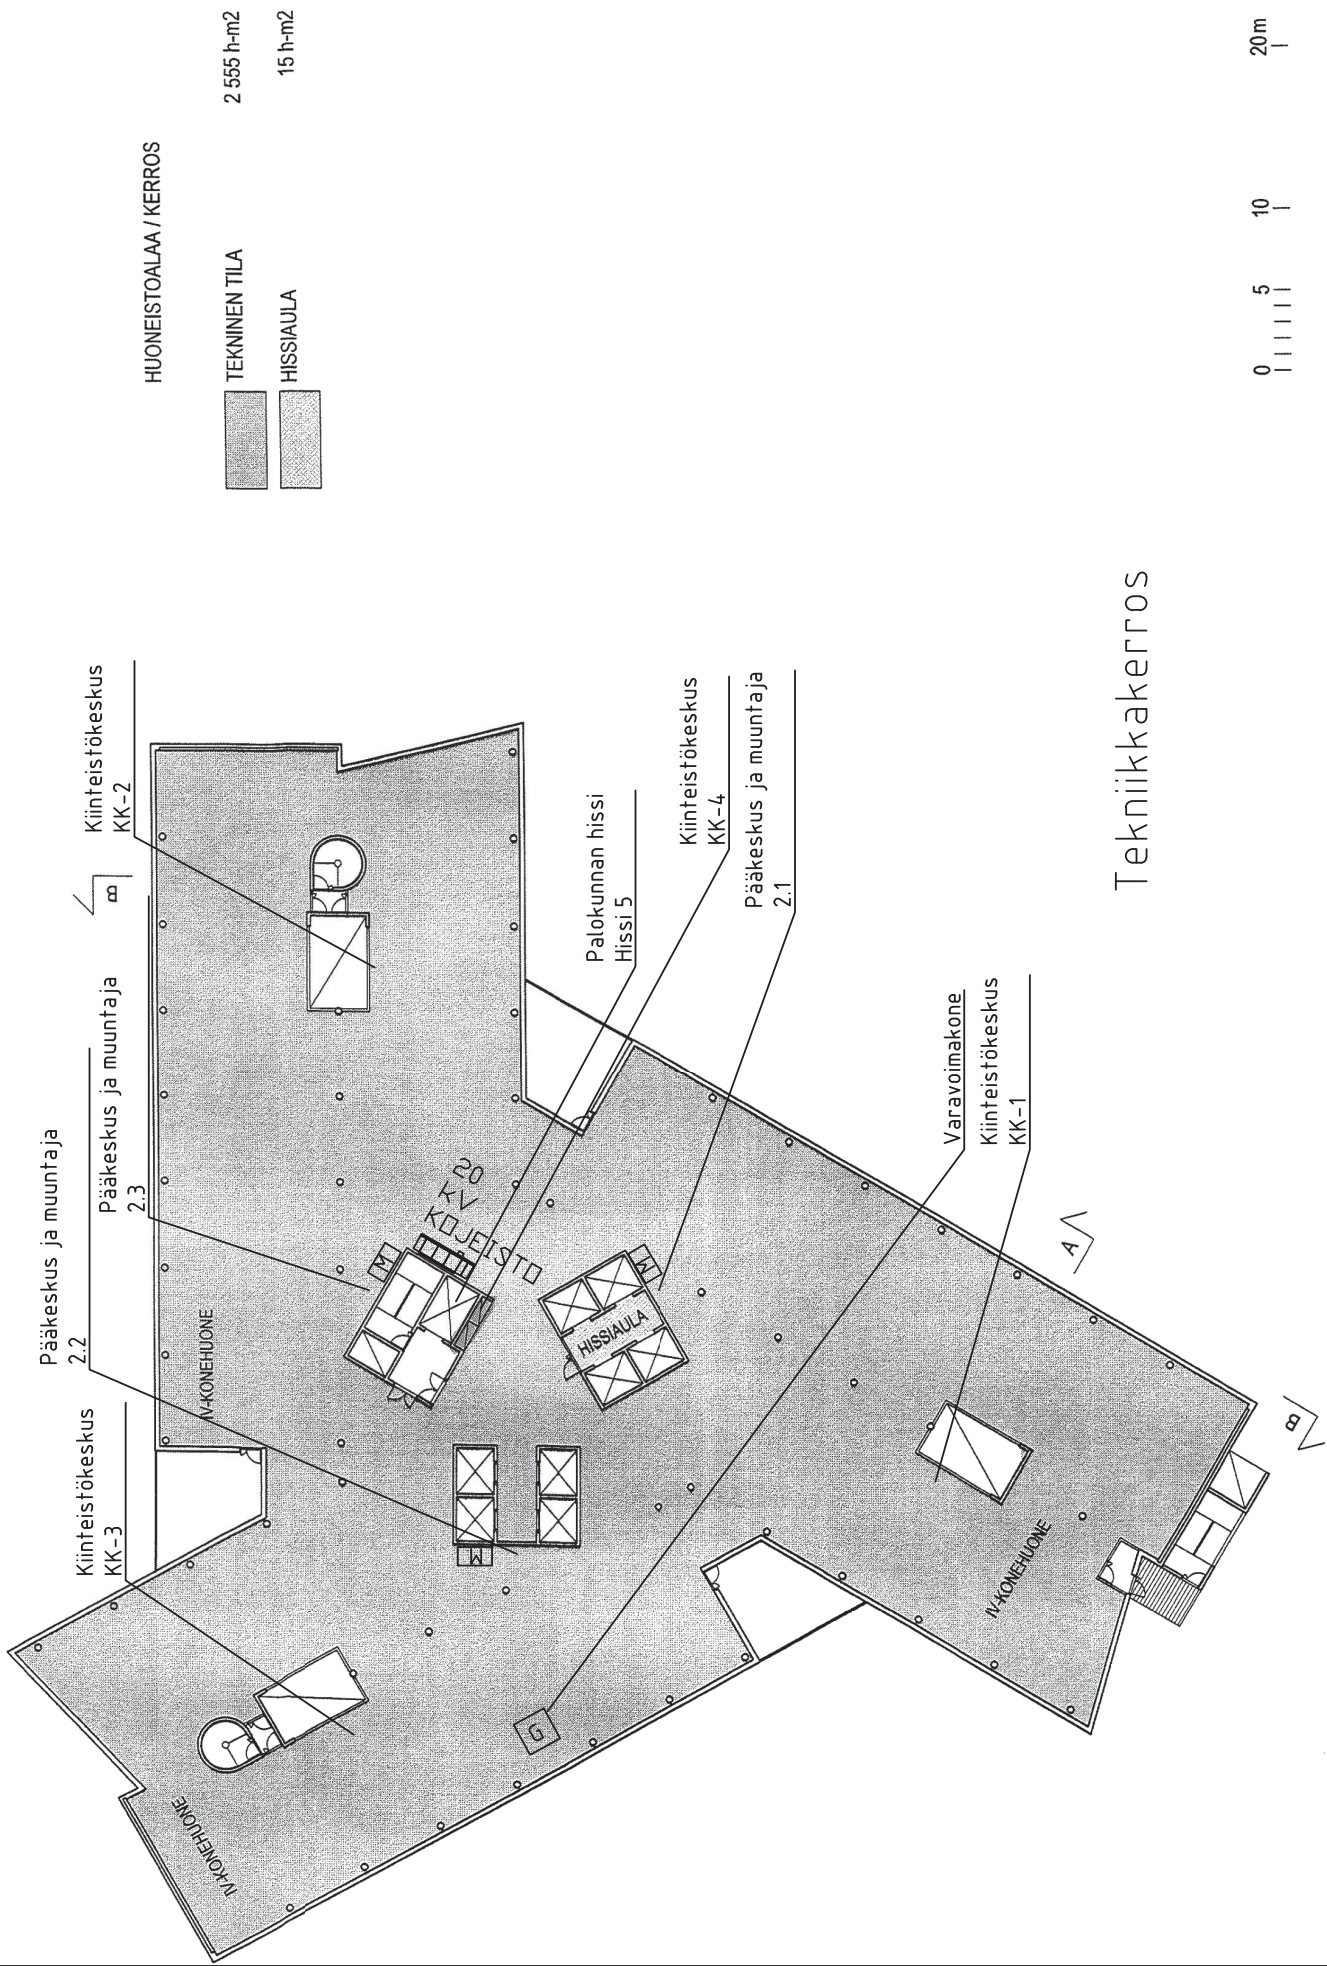 HUONEISTOALAA / KERROS
TEKNINEN TILA 2 555 h-m2
HISSIAULA 15 h-m2
Kiinteistökeskus
KK-3
Pääkeskus ja muuntaja
2.2
Pääkeskus ja muuntaja
2.3
Kiinteistökeskus
KK-2
B
Palokunnan hissi
Hissi 5
Kiinteistökeskus
KK-4
Pääkeskus ja muuntaja
2.1
Varavoimakone
Kiinteistökeskus
KK-1
IV-KONEHUONE
IV-KONEHUONE
IV-KONEHUONE
20
kV
KOJEISTO
HISSIAULA
M
M
M
G
A
B
Tekniikkakerros
0 5 10 20m